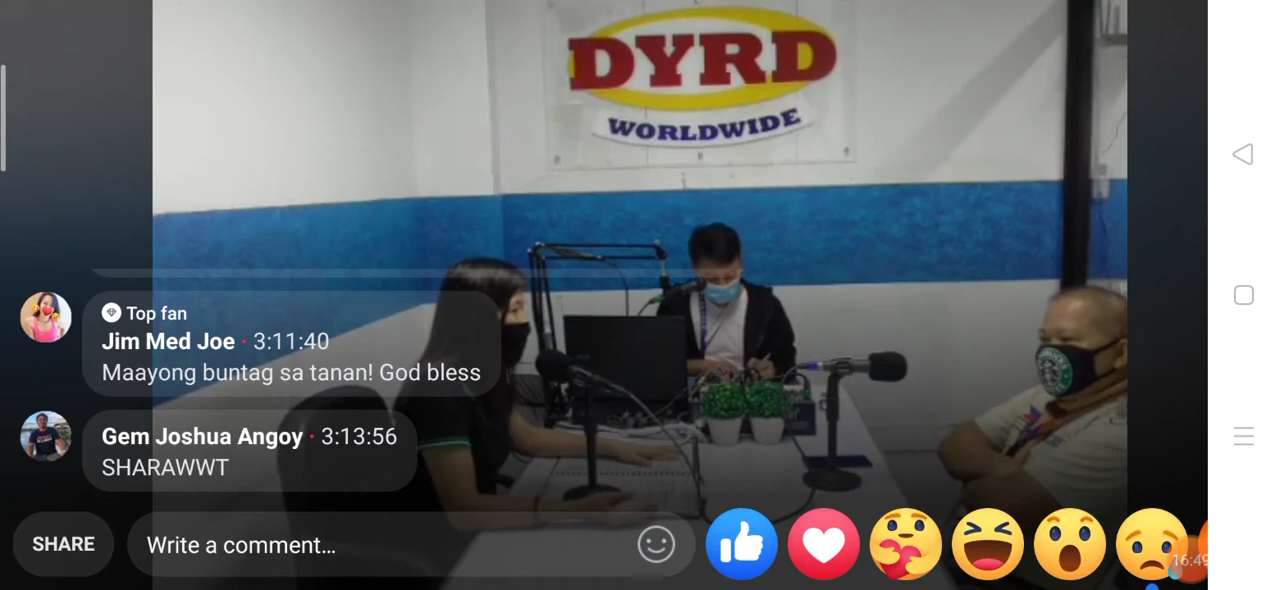 DYRD
WORLDWIDE
Top fan
Jim Med Joe · 3:11:40
Maayong buntag sa tanan! God bless
Gem Joshua Angoy · 3:13:56
SHARAWWT
SHARE
Write a comment...
16:49